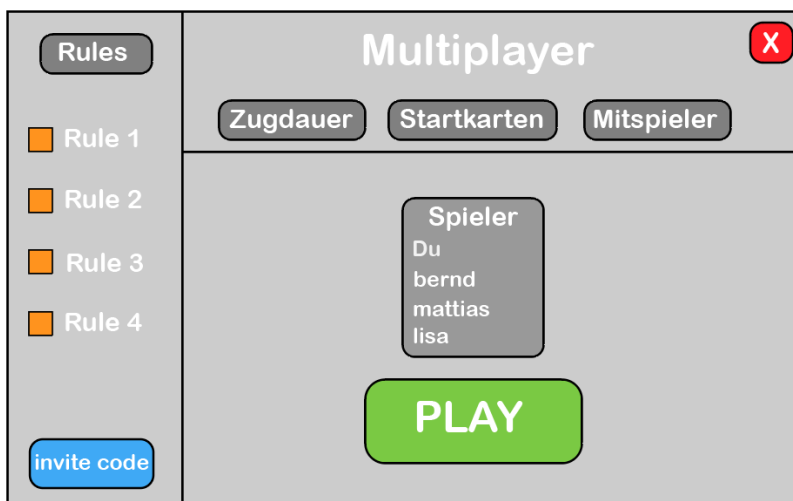 Rules
Rule 1
Rule 2
Rule 3
Rule 4
invite code
Multiplayer
X
Zugdauer Startkarten Mitspieler
Spieler
Du
bernd
mattias
lisa
PLAY